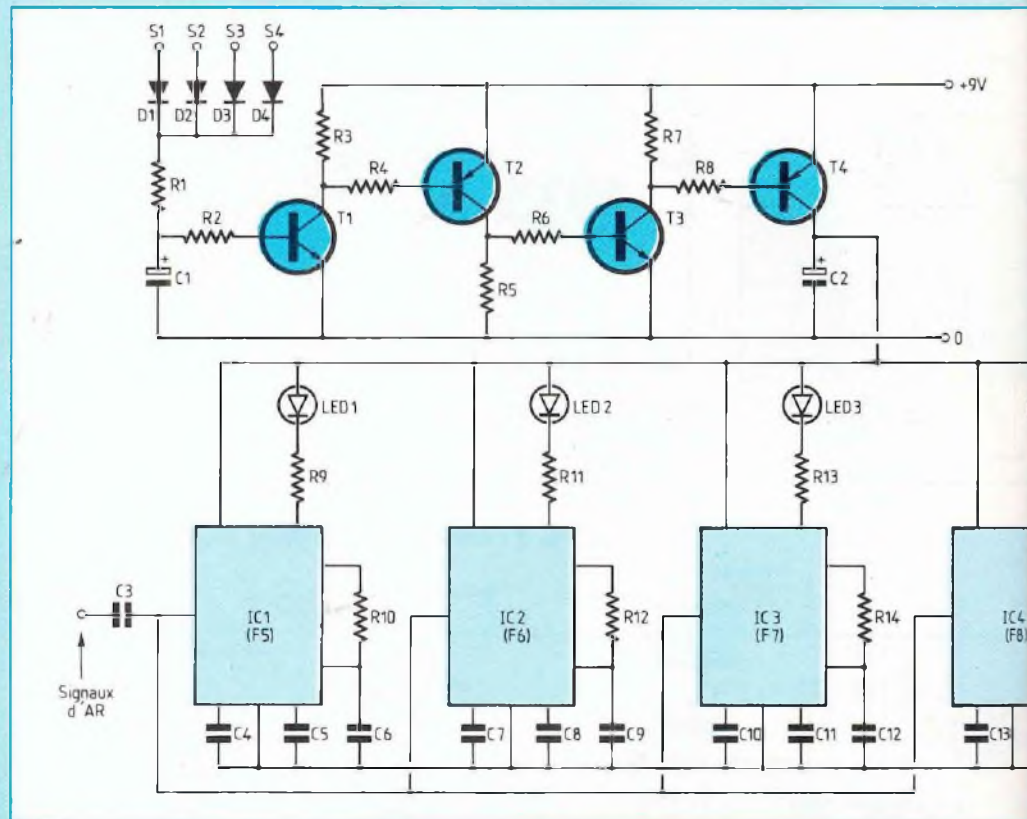 S1 S2 S3 S4
+9V
D1 D2 D3 D4
R3
R7
R1
R4
T2
R8
T4
R2
T1
R6
T3
+
C1
R5
+
C2
0
LED1
LED2
LED3
R9
R11
R13
C3
IC1
(F5)
R10
IC2
(F6)
R12
IC3
(F7)
R14
IC4
(F8)
Signaux
d'AR
C4 C5 C6 C7 C8 C9 C10 C11 C12 C13